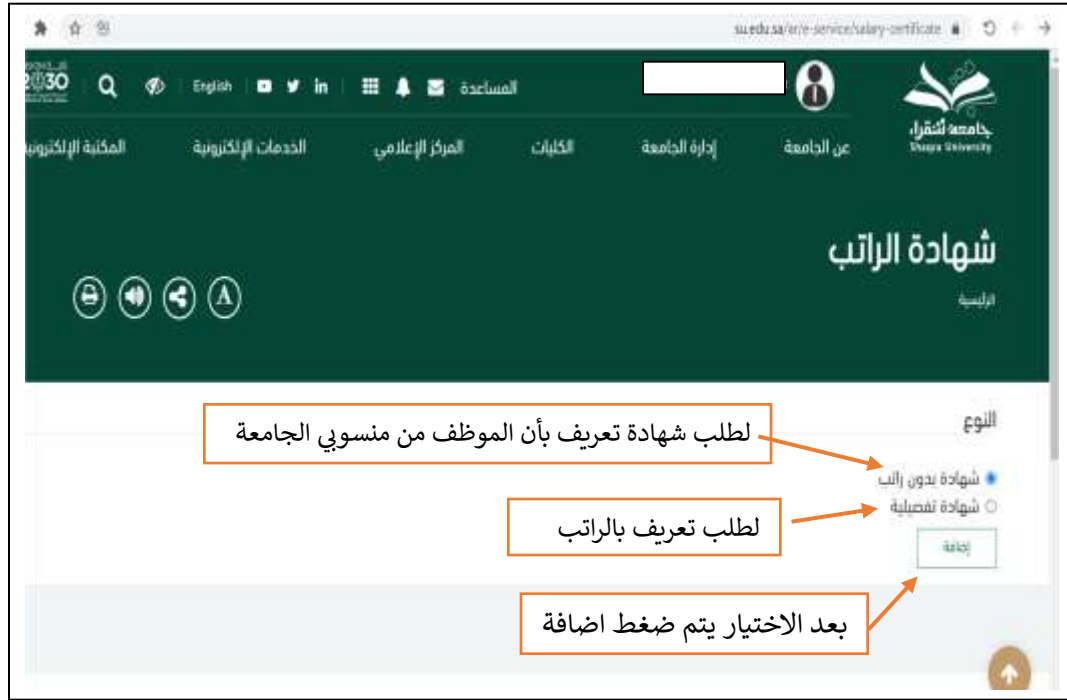 su.edu.sa/ar/e-service/salary-certificate
المساعدة
English
2030
جامعة شقراء
Shaqra University
عن الجامعة
إدارة الجامعة
الكليات
المركز الإعلامي
الخدمات الإلكترونية
المكتبة الإلكترونية
شهادة الراتب
الرئيسية
A
النوع
لطلب شهادة تعريف بأن الموظف من منسوبي الجامعة
شهادة بدون راتب
شهادة تفصيلية
لطلب تعريف بالراتب
إضافة
بعد الاختيار يتم ضغط اضافة